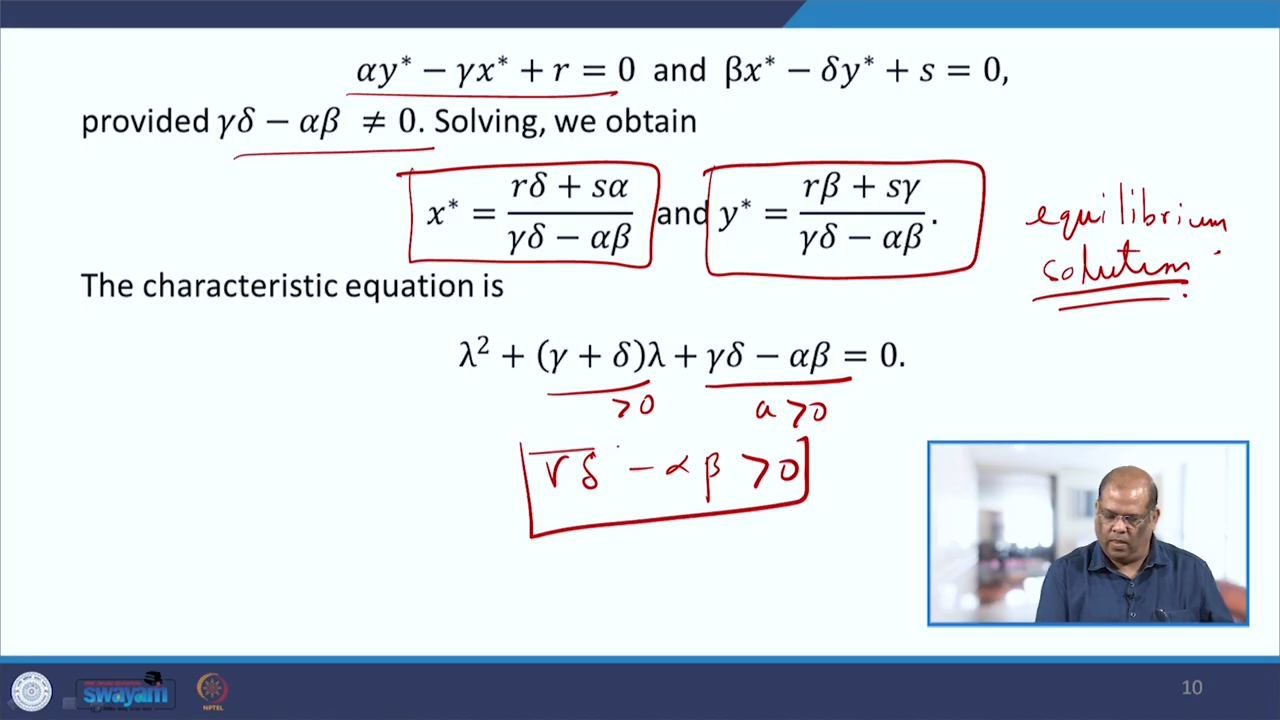 αy* − γx* + r = 0 and βx* − δy* + s = 0,
provided γδ − αβ ≠ 0. Solving, we obtain
x* = (rδ + sα)/(γδ − αβ) and y* = (rβ + sγ)/(γδ − αβ).
equilibrium
solution
The characteristic equation is
λ² + (γ + δ)λ + γδ − αβ = 0.
>0 a >0
rδ − αβ >0
swayam
NPTEL
10